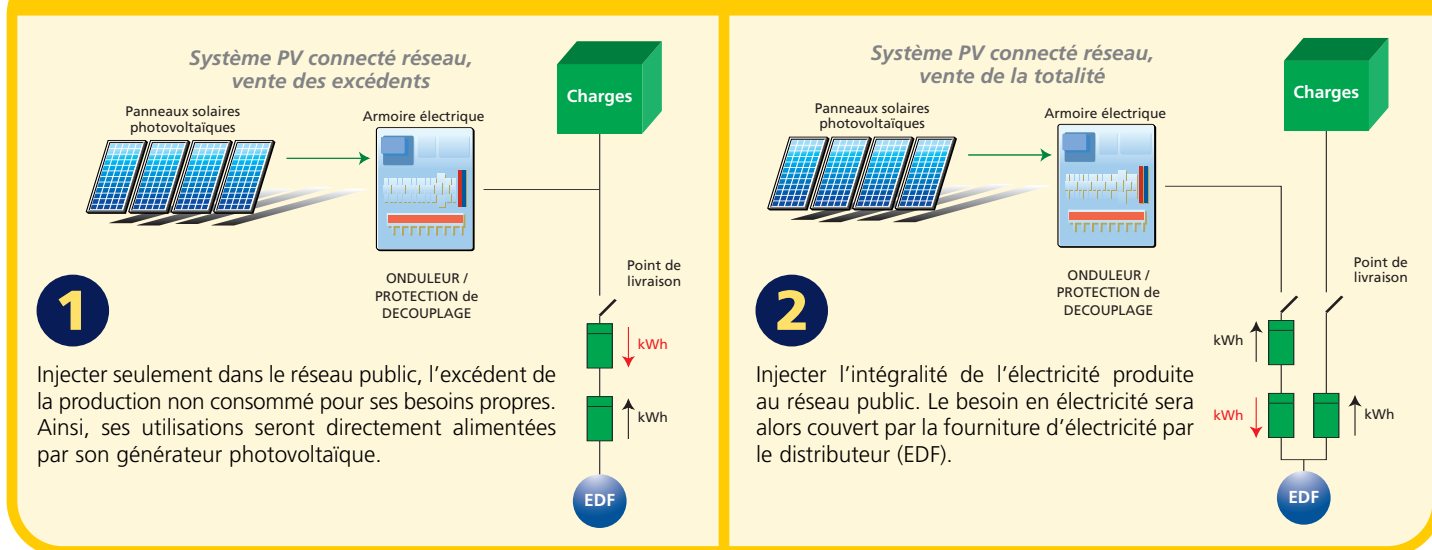 Système PV connecté réseau,
vente des excédents
Panneaux solaires
photovoltaïques
Armoire électrique
Charges
ONDULEUR /
PROTECTION de
DECOUPLAGE
Point de
livraison
kWh
kWh
EDF
1
Injecter seulement dans le réseau public, l'excédent de
la production non consommé pour ses besoins propres.
Ainsi, ses utilisations seront directement alimentées
par son générateur photovoltaïque.
Système PV connecté réseau,
vente de la totalité
Panneaux solaires
photovoltaïques
Armoire électrique
Charges
ONDULEUR /
PROTECTION de
DECOUPLAGE
Point de
livraison
kWh
kWh
kWh
EDF
2
Injecter l'intégralité de l'électricité produite
au réseau public. Le besoin en électricité sera
alors couvert par la fourniture d'électricité par
le distributeur (EDF).